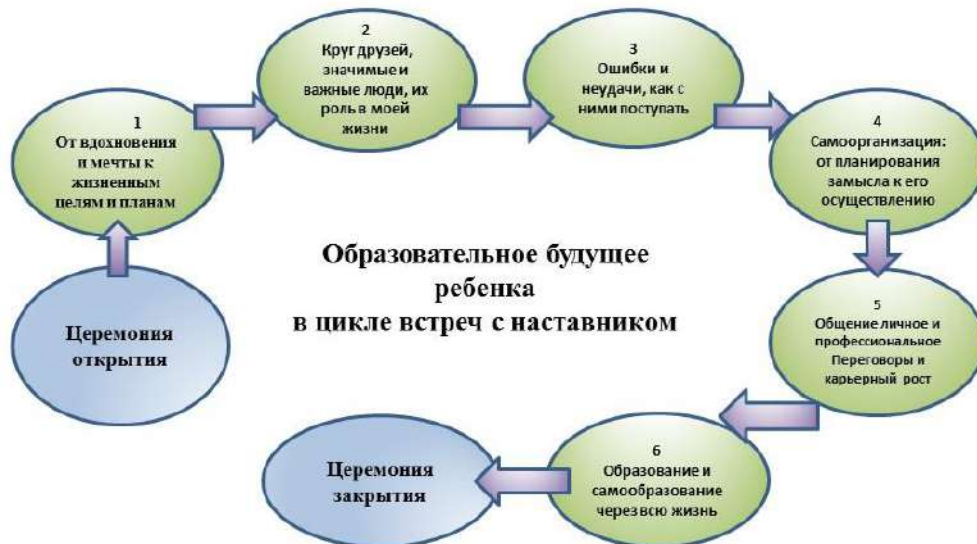 Церемония
открытия
1
От вдохновения
и мечты к
жизненным
целям и планам
2
Круг друзей,
значимые и
важные люди, их
роль в моей
жизни
3
Ошибки и
неудачи, как с
ними поступать
4
Самоорганизация:
от планирования
замысла к его
осуществлению
Образовательное будущее
ребенка
в цикле встреч с наставником
5
Общение личное и
профессиональное
Переговоры и
карьерный рост
6
Образование и
самообразование
через всю жизнь
Церемония
закрытия